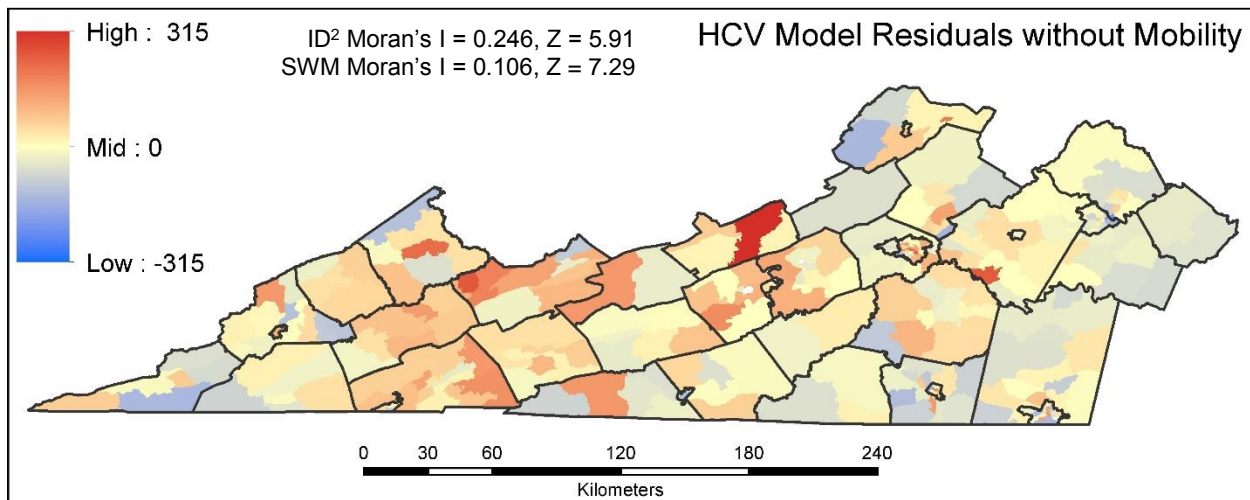 High : 315
Mid : 0
Low : -315
ID² Moran's I = 0.246, Z = 5.91
SWM Moran's I = 0.106, Z = 7.29
HCV Model Residuals without Mobility
0 30 60 120 180 240
Kilometers